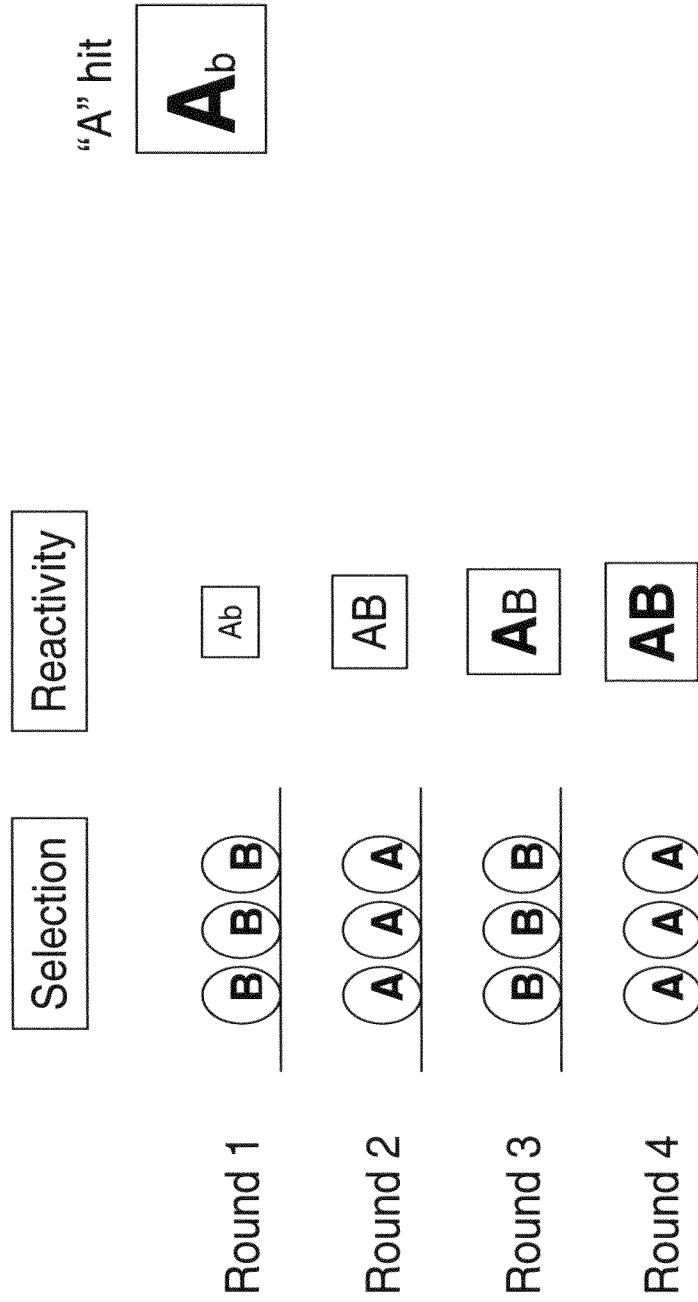 Selection Reactivity
"A" hit
Ab
Round 1 B B B Ab
Round 2 A A A AB
Round 3 B B B AB
Round 4 A A A AB